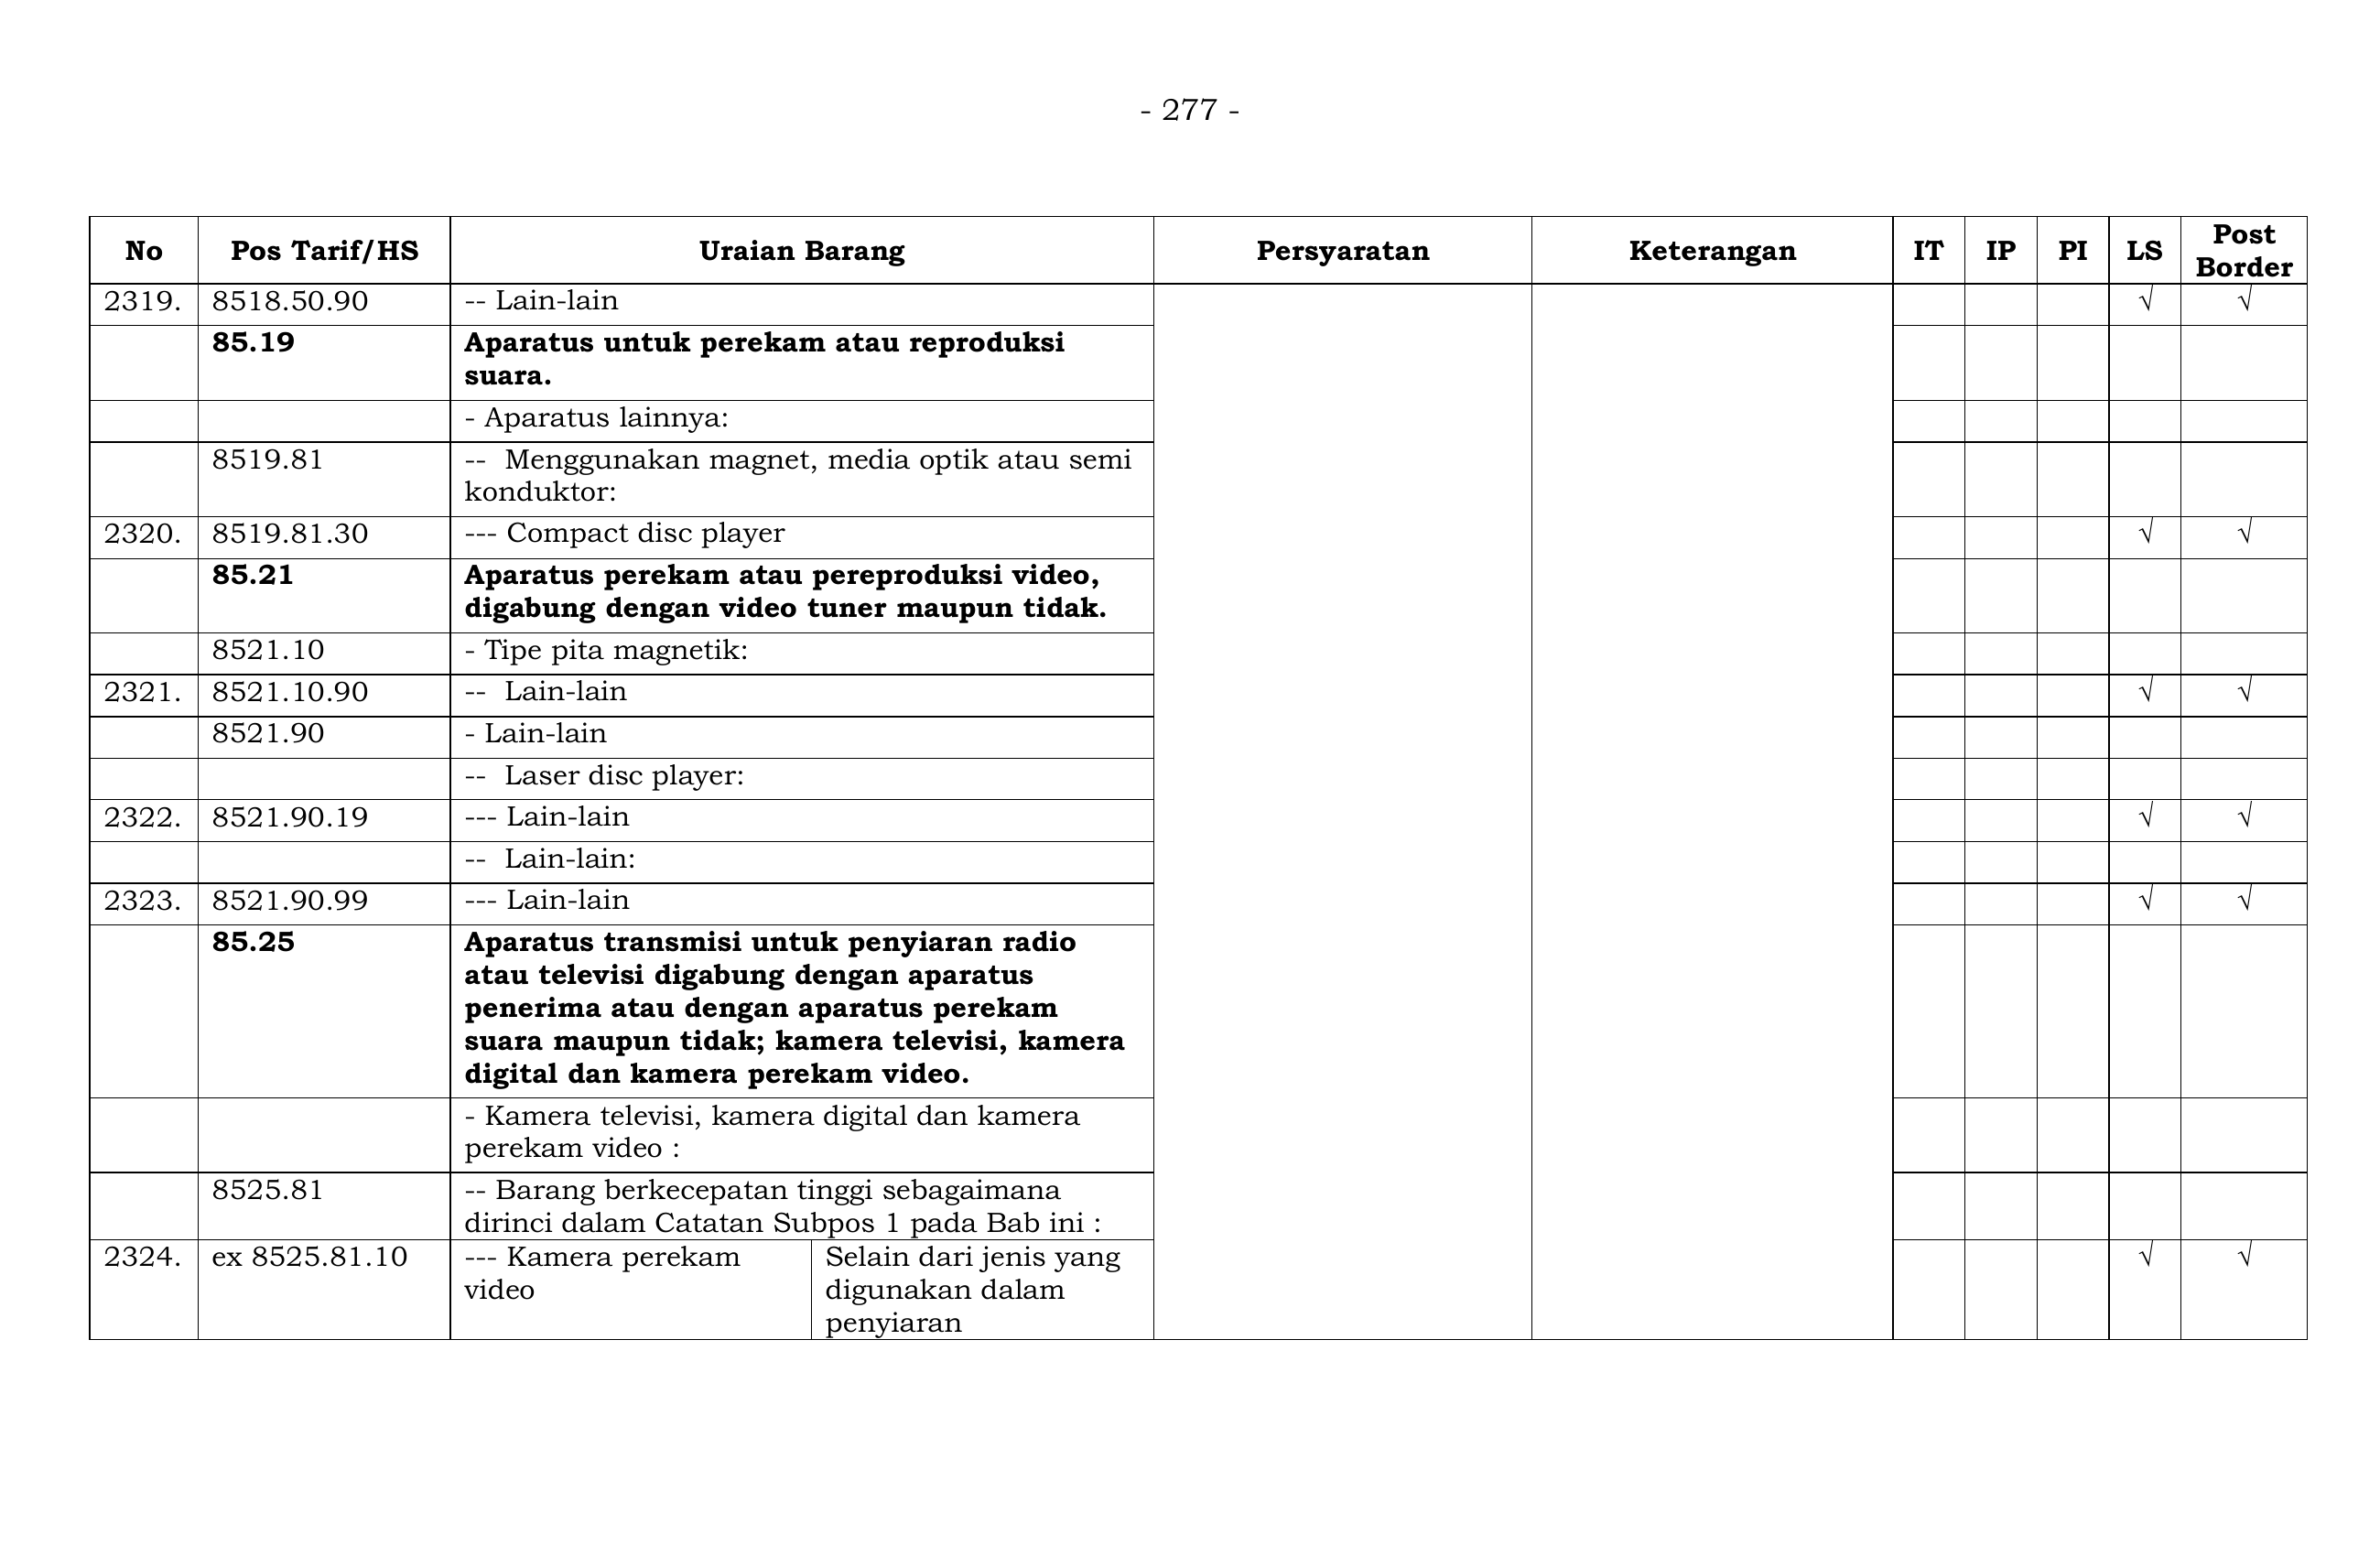 - 277 -
No Pos Tarif/HS Uraian Barang Persyaratan Keterangan IT IP PI LS Post Border
2319. 8518.50.90 -- Lain-lain √ √
85.19 Aparatus untuk perekam atau reproduksi
suara.
- Aparatus lainnya:
8519.81 -- Menggunakan magnet, media optik atau semi
konduktor:
2320. 8519.81.30 --- Compact disc player √ √
85.21 Aparatus perekam atau pereproduksi video,
digabung dengan video tuner maupun tidak.
8521.10 - Tipe pita magnetik:
2321. 8521.10.90 -- Lain-lain √ √
8521.90 - Lain-lain
-- Laser disc player:
2322. 8521.90.19 --- Lain-lain √ √
-- Lain-lain:
2323. 8521.90.99 --- Lain-lain √ √
85.25 Aparatus transmisi untuk penyiaran radio
atau televisi digabung dengan aparatus
penerima atau dengan aparatus perekam
suara maupun tidak; kamera televisi, kamera
digital dan kamera perekam video.
- Kamera televisi, kamera digital dan kamera
perekam video :
8525.81 -- Barang berkecepatan tinggi sebagaimana
dirinci dalam Catatan Subpos 1 pada Bab ini :
2324. ex 8525.81.10 --- Kamera perekam Selain dari jenis yang √ √
video digunakan dalam
penyiaran